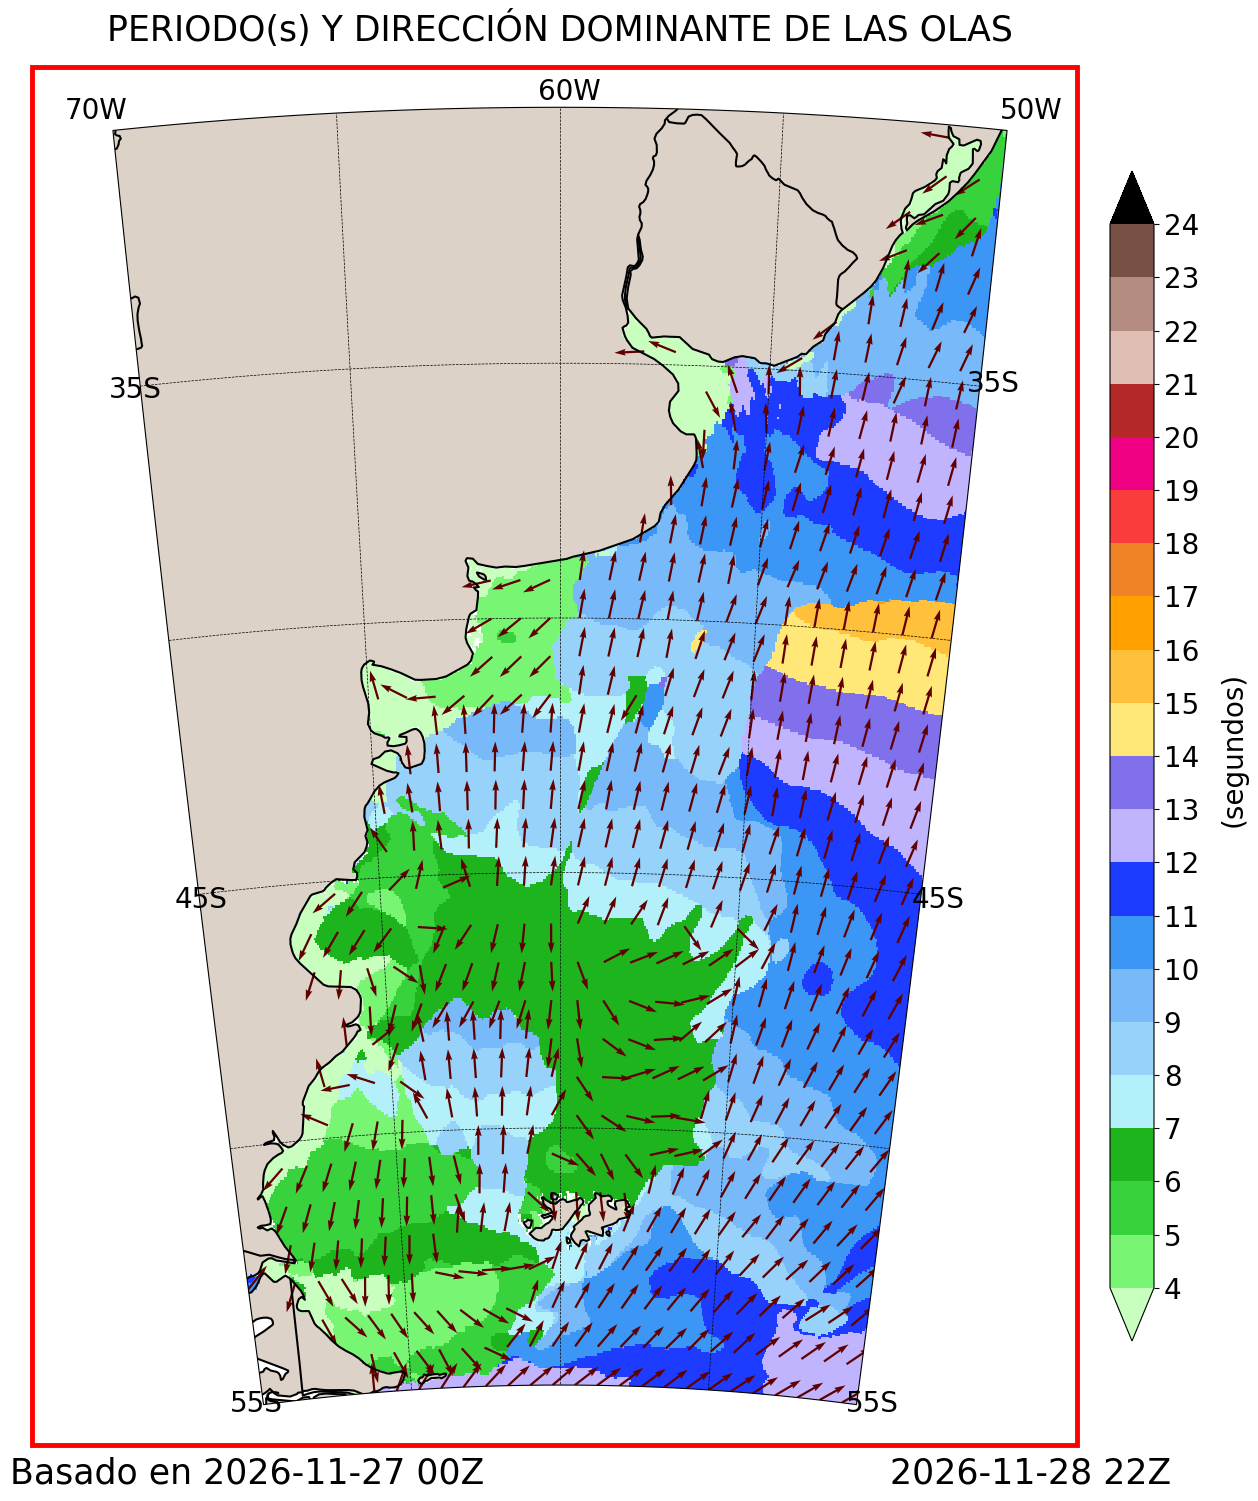 PERIODO(s) Y DIRECCIÓN DOMINANTE DE LAS OLAS
70W
60W
50W
35S
35S
45S
45S
55S
55S
24
23
22
21
20
19
18
17
16
15
14
13
12
11
10
9
8
7
6
5
4
(segundos)
Basado en 2026-11-27 00Z
2026-11-28 22Z